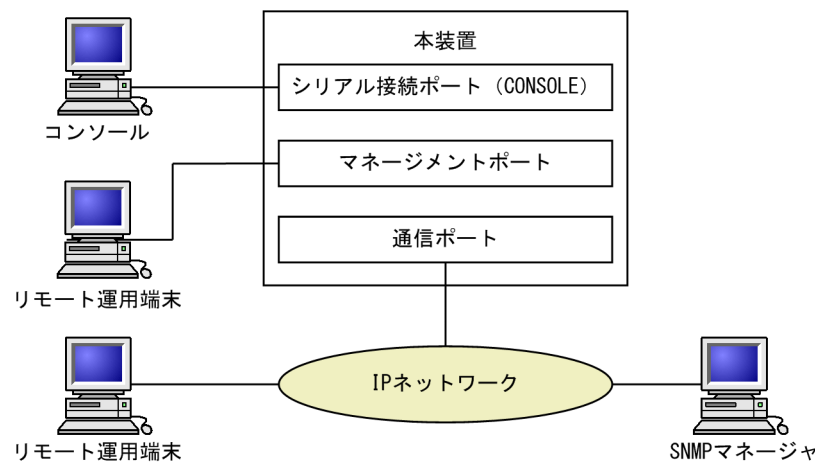 本装置
シリアル接続ポート（CONSOLE）
コンソール
マネージメントポート
通信ポート
リモート運用端末
IPネットワーク
リモート運用端末
SNMPマネージャ